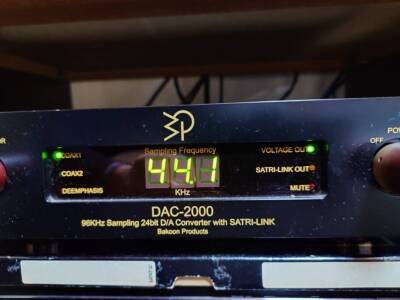 Sampling Frequency
COAX1
VOLTAGE OUT
OFF
COAX2
44.1
SATRI-LINK OUT
DEEMPHASIS
KHz
MUTE
DAC-2000
96KHz Sampling 24bit D/A Converter with SATRI-LINK
Bakoon Products